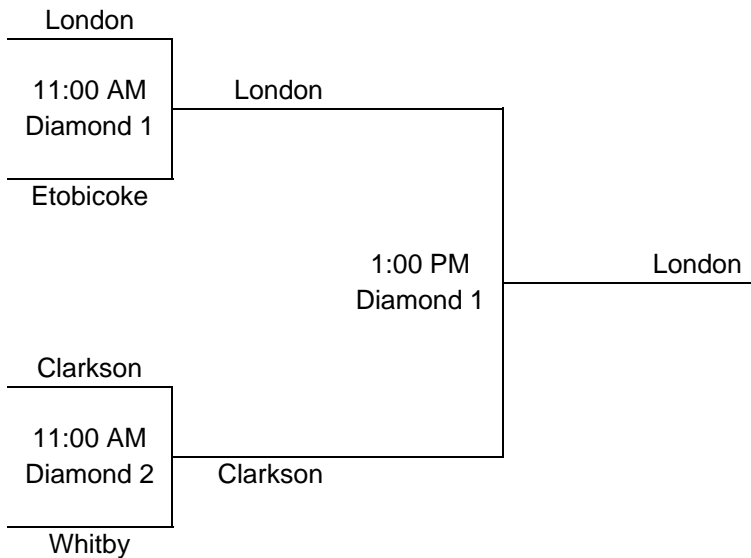 London
11:00 AM
Diamond 1
London
Etobicoke
1:00 PM
Diamond 1
London
Clarkson
11:00 AM
Diamond 2
Clarkson
Whitby